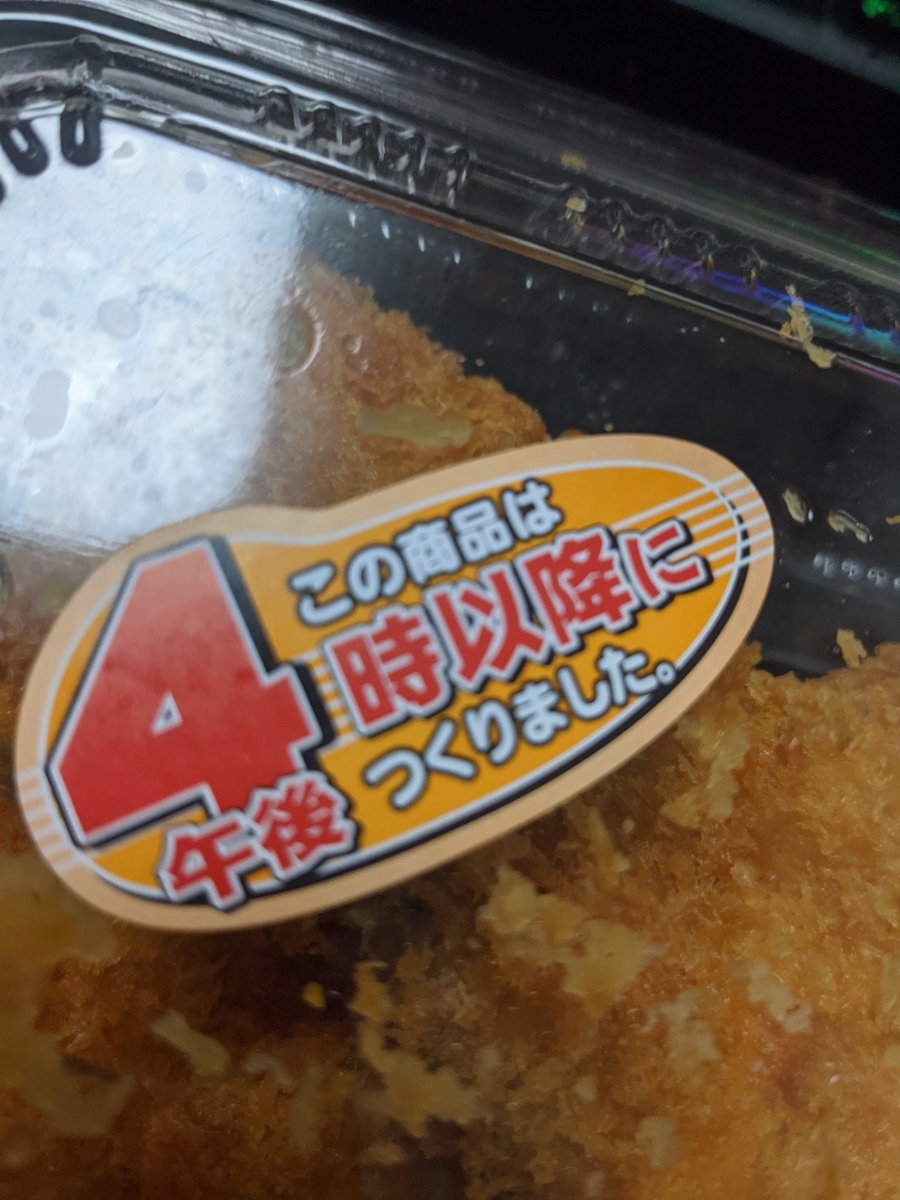 この商品は
午後4時以降に
つくりました。